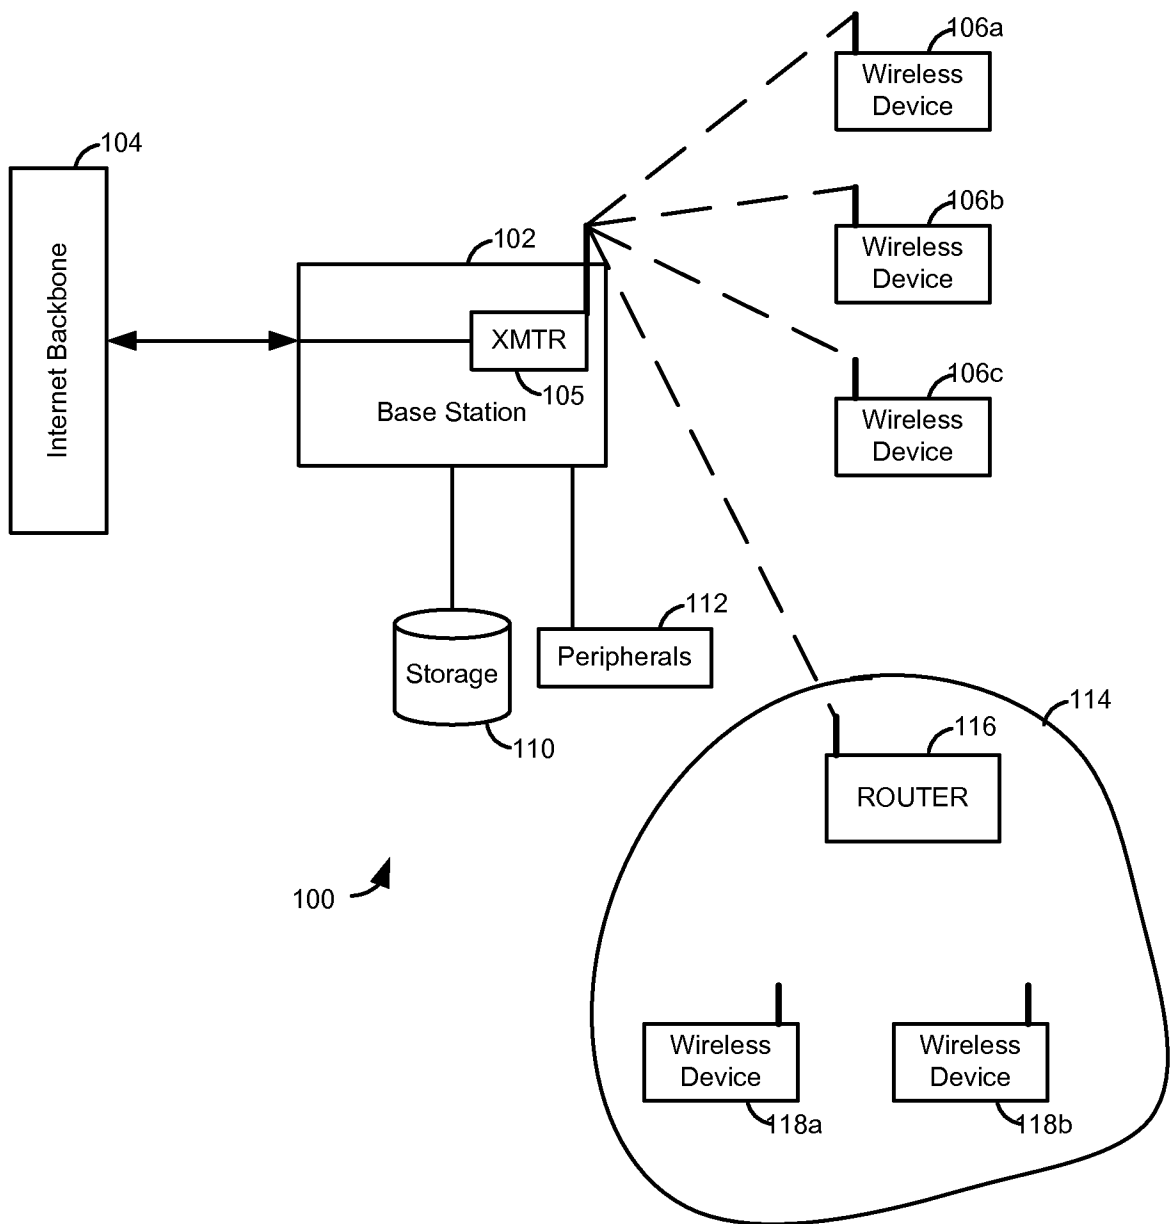 106a
Wireless
Device
104
106b
Wireless
Device
102
Internet Backbone
XMTR
105
Base Station
106c
Wireless
Device
112
Peripherals
Storage
110
114
116
ROUTER
100
Wireless
Device
118a
Wireless
Device
118b